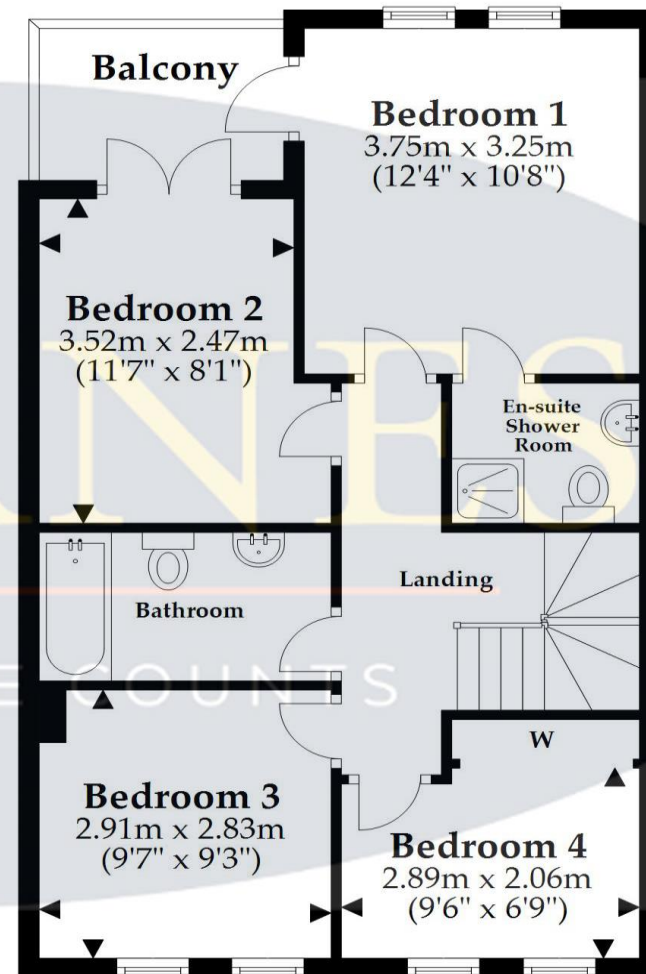 Balcony
Bedroom 1
3.75m x 3.25m
(12'4" x 10'8")
Bedroom 2
3.52m x 2.47m
(11'7" x 8'1")
NES
En-suite
Shower
Room
Landing
Bathroom
E COUNTS
W
Bedroom 3
2.91m x 2.83m
(9'7" x 9'3")
Bedroom 4
2.89m x 2.06m
(9'6" x 6'9")